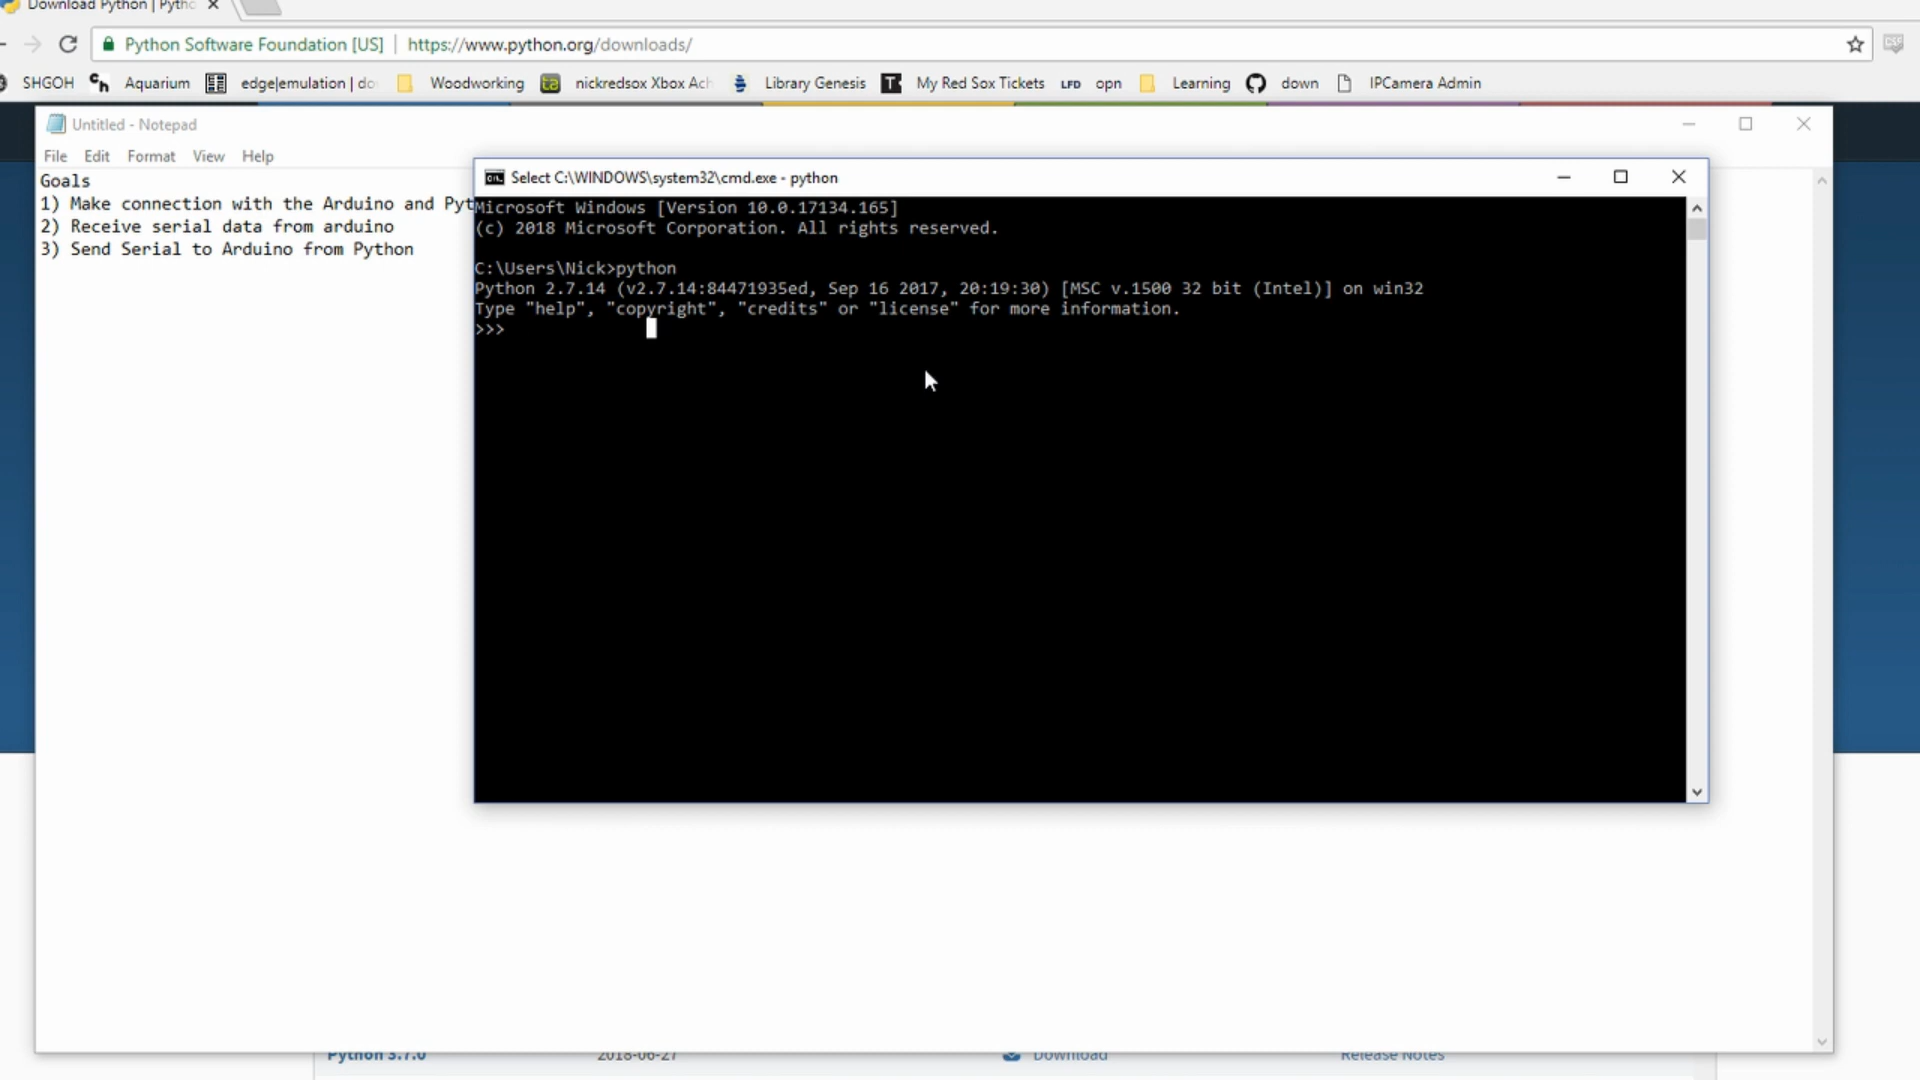 Download Python | Pytho
Python Software Foundation [US] | https://www.python.org/downloads/
SHGOH Aquarium edge|emulation | do Woodworking nickredsox Xbox Ach Library Genesis My Red Sox Tickets LFD opn Learning down IPCamera Admin
Untitled - Notepad
File Edit Format View Help
Goals
1) Make connection with the Arduino and Pyt
2) Receive serial data from arduino
3) Send Serial to Arduino from Python
Select C:\WINDOWS\system32\cmd.exe - python
Microsoft Windows [Version 10.0.17134.165]
(c) 2018 Microsoft Corporation. All rights reserved.
C:\Users\Nick>python
Python 2.7.14 (v2.7.14:84471935ed, Sep 16 2017, 20:19:30) [MSC v.1500 32 bit (Intel)] on win32
Type "help", "copyright", "credits" or "license" for more information.
>>>
Python 3.7.0 2018-06-27 Download Release Notes